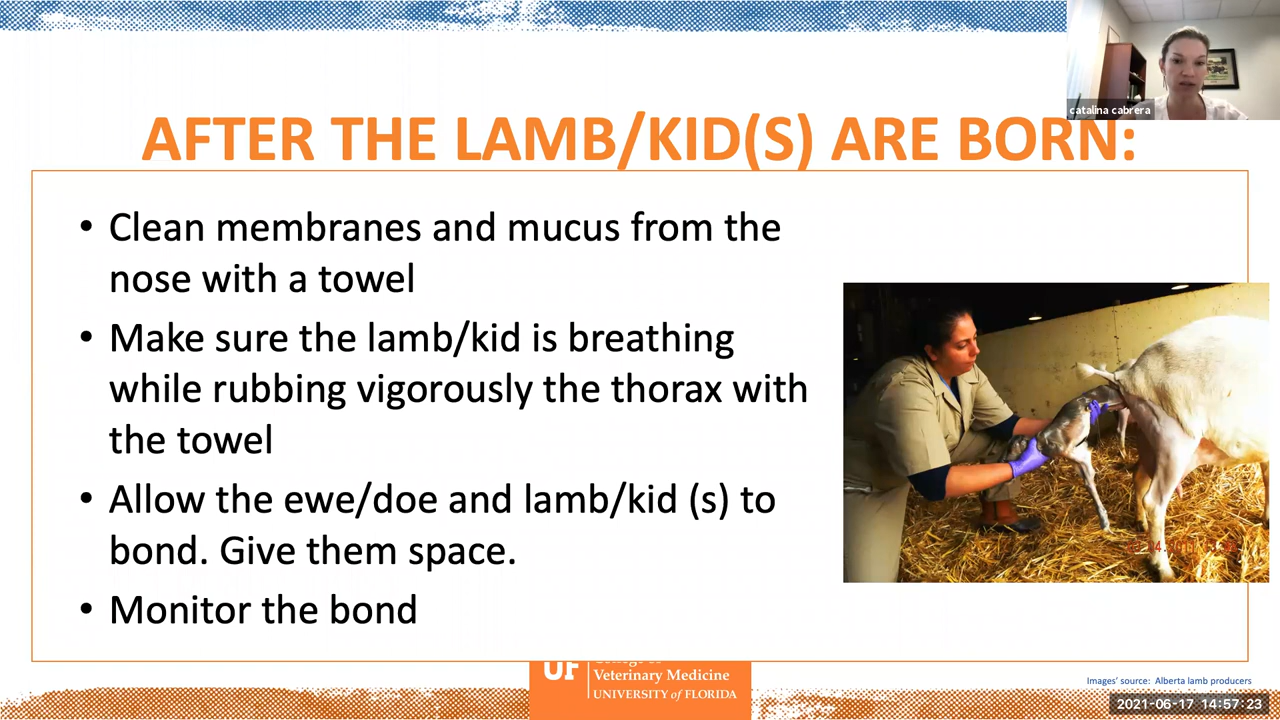 catalina cabrera
AFTER THE LAMB/KID(S) ARE BORN:
• Clean membranes and mucus from the
nose with a towel
• Make sure the lamb/kid is breathing
while rubbing vigorously the thorax with
the towel
• Allow the ewe/doe and lamb/kid (s) to
bond. Give them space.
• Monitor the bond
UF
Veterinary Medicine
UNIVERSITY of FLORIDA
Images' source: Alberta lamb producers
2021-06-17 14:57:23